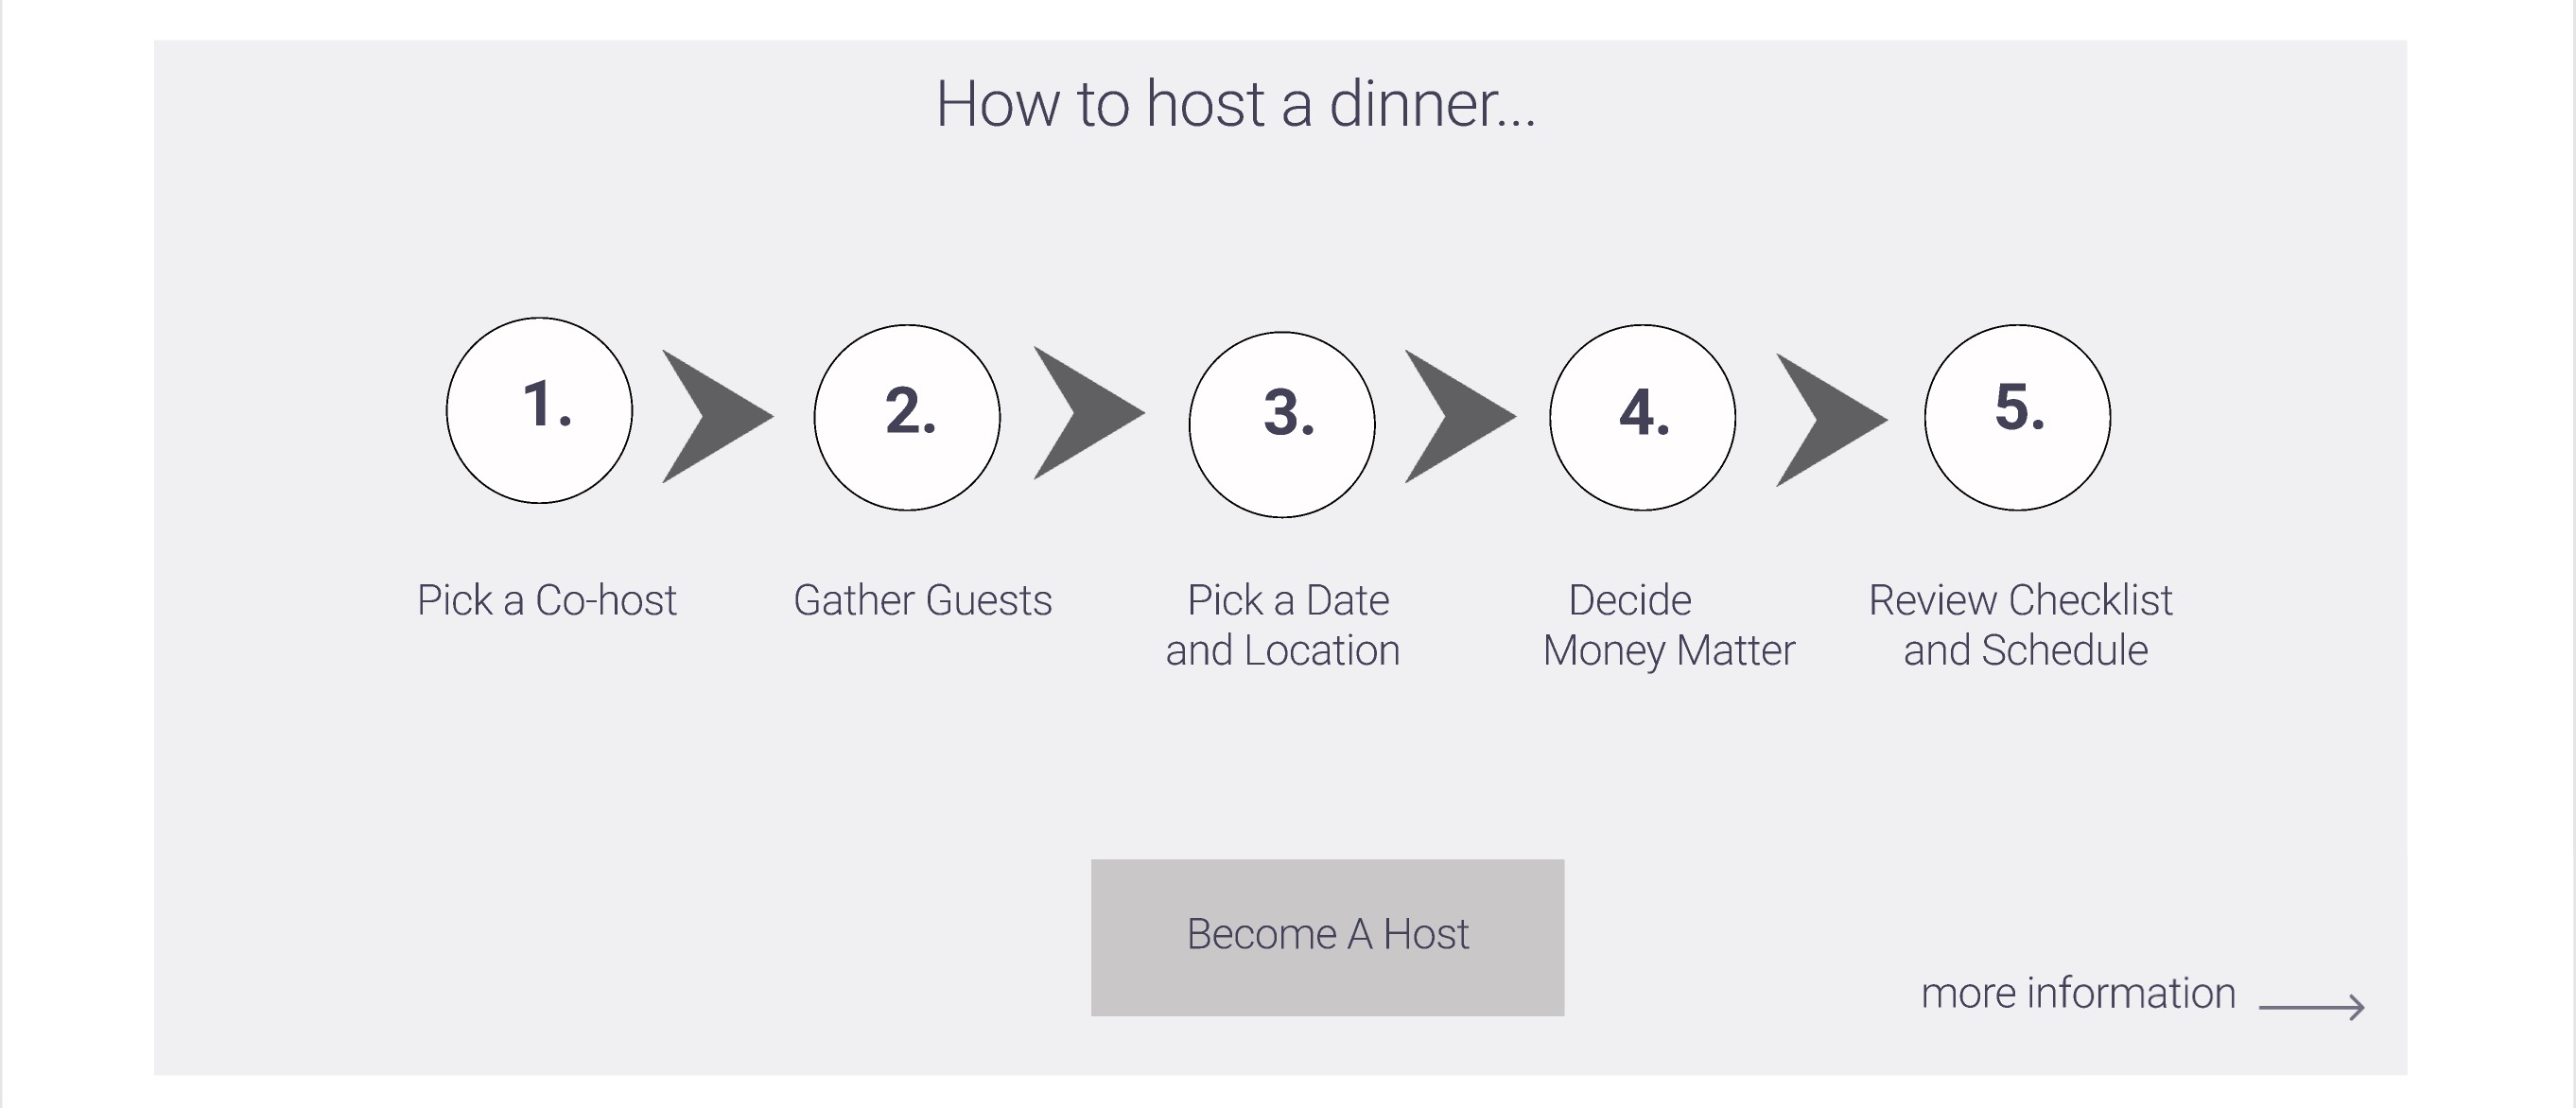 How to host a dinner...
1.
2.
3.
4.
5.
Pick a Co-host
Gather Guests
Pick a Date
and Location
Decide
Money Matter
Review Checklist
and Schedule
Become A Host
more information